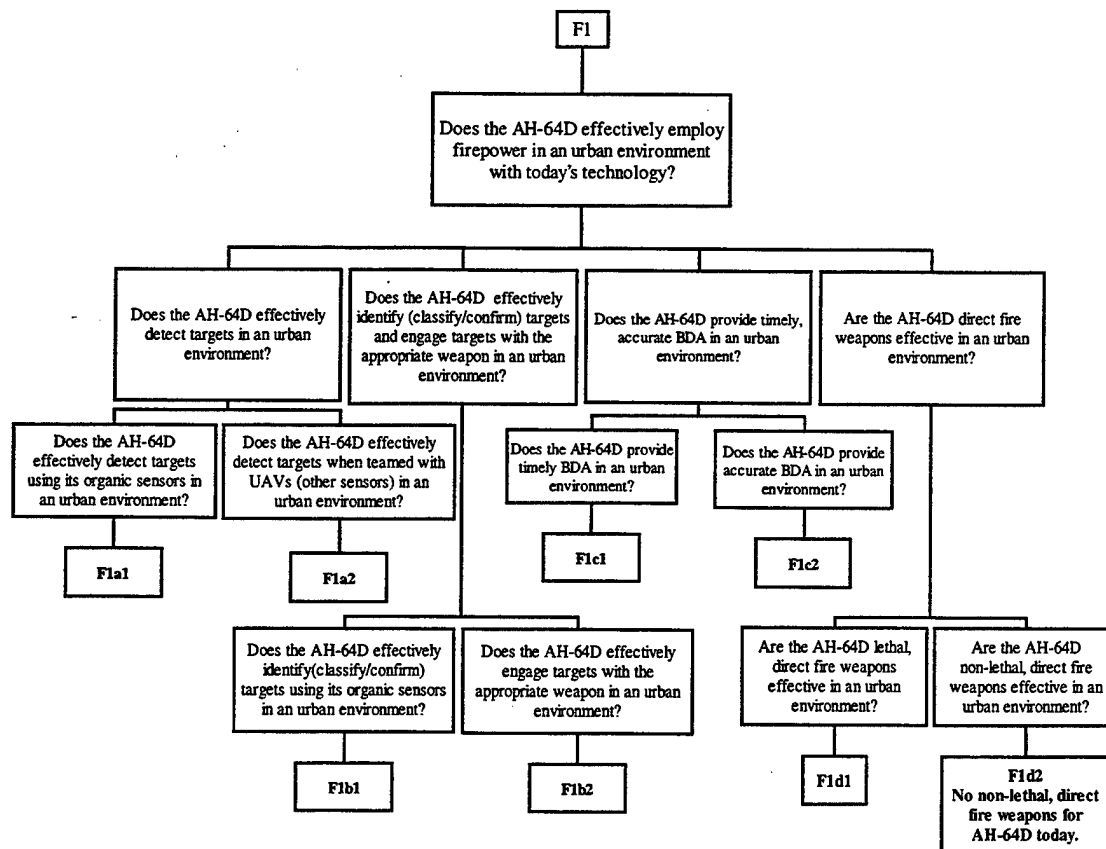 F1
Does the AH-64D effectively employ
firepower in an urban environment
with today's technology?
Does the AH-64D effectively
detect targets in an urban
environment?
Does the AH-64D effectively
identify (classify/confirm) targets
and engage targets with the
appropriate weapon in an urban
environment?
Does the AH-64D provide timely,
accurate BDA in an urban
environment?
Are the AH-64D direct fire
weapons effective in an urban
environment?
Does the AH-64D
effectively detect targets
using its organic sensors in
an urban environment?
Does the AH-64D effectively
detect targets when teamed with
UAVs (other sensors) in an
urban environment?
Does the AH-64D provide
timely BDA in an urban
environment?
Does the AH-64D provide
accurate BDA in an urban
environment?
F1a1
F1a2
F1c1
F1c2
Does the AH-64D effectively
identify(classify/confirm)
targets using its organic sensors
in an urban environment?
Does the AH-64D effectively
engage targets with the
appropriate weapon in an urban
environment?
Are the AH-64D lethal,
direct fire weapons
effective in an urban
environment?
Are the AH-64D
non-lethal, direct fire
weapons effective in an
urban environment?
F1b1
F1b2
F1d1
F1d2
No non-lethal, direct
fire weapons for
AH-64D today.